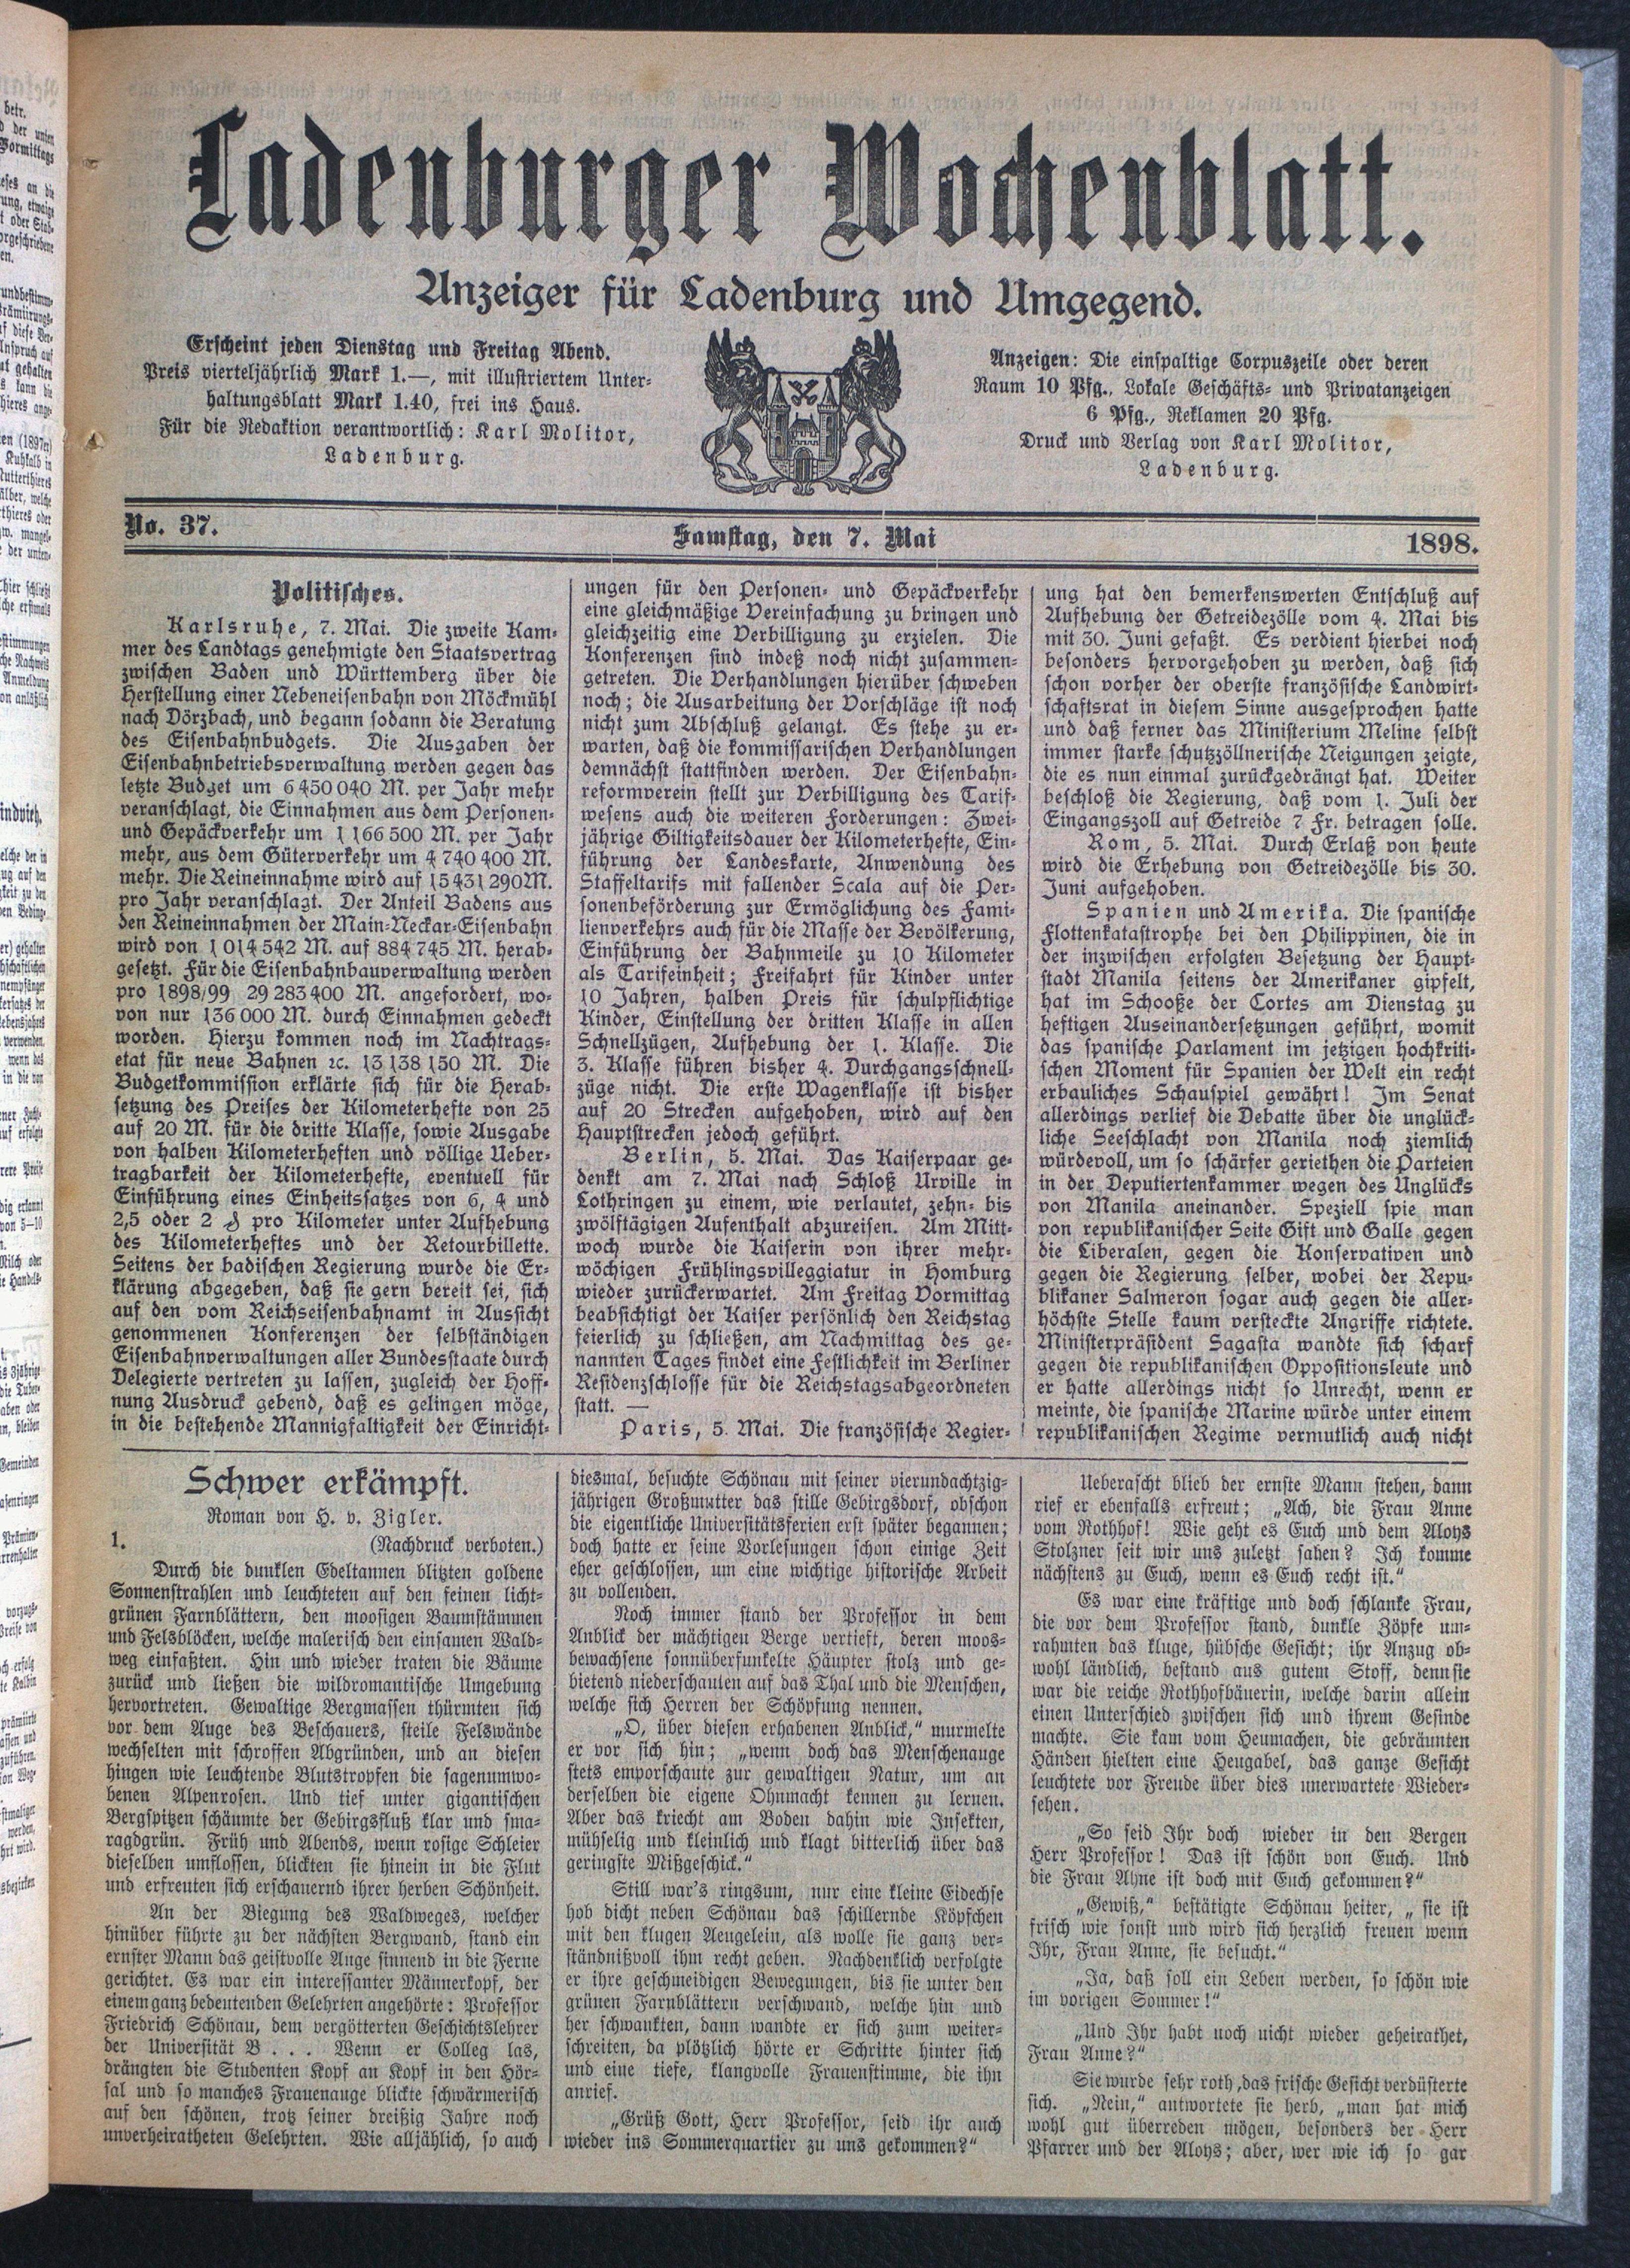 Ladenburger Wochenblatt.
Anzeiger für Ladenburg und Umgegend.
Erscheint jeden Dienstag und Freitag Abend.
Preis vierteljährlich Mark 1.—, mit illustriertem Unter-
haltungsblatt Mark 1.40, frei ins Haus.
Für die Redaktion verantwortlich: Karl Molitor,
Ladenburg.
Anzeigen: Die einspaltige Corpuszeile oder deren
Raum 10 Pfg., Lokale Geschäfts- und Privatanzeigen
6 Pfg., Reklamen 20 Pfg.
Druck und Verlag von Karl Molitor,
Ladenburg.
No. 37.
Samstag, den 7. Mai
1898.
Politisches.
Karlsruhe, 7. Mai. Die zweite Kam-
mer des Landtags genehmigte den Staatsvertrag
zwischen Baden und Württemberg über die
Herstellung einer Nebeneisenbahn von Möckmühl
nach Dörzbach, und begann sodann die Beratung
des Eisenbahnbudgets. Die Ausgaben der
Eisenbahnbetriebsverwaltung werden gegen das
letzte Budget um 6 450 040 M. per Jahr mehr
veranschlagt, die Einnahmen aus dem Personen-
und Gepäckverkehr um 1 166 500 M. per Jahr
mehr, aus dem Güterverkehr um 4 740 400 M.
mehr. Die Reineinnahme wird auf 15 431 290 M.
pro Jahr veranschlagt. Der Anteil Badens aus
den Reineinnahmen der Main-Neckar-Eisenbahn
wird von 1 014 542 M. auf 884 745 M. herab-
gesetzt. Für die Eisenbahnbauverwaltung werden
pro 1898/99 29 283 400 M. angefordert, wo-
von nur 136 000 M. durch Einnahmen gedeckt
worden. Hierzu kommen noch im Nachtrags-
etat für neue Bahnen ꝛc. 13 138 150 M. Die
Budgetkommission erklärte sich für die Herab-
setzung des Preises der Kilometerhefte von 25
auf 20 M. für die dritte Klasse, sowie Ausgabe
von halben Kilometerheften und völlige Ueber-
tragbarkeit der Kilometerhefte, eventuell für
Einführung eines Einheitsatzes von 6, 4 und
2,5 oder 2 ₰ pro Kilometer unter Aufhebung
des Kilometerheftes und der Retourbillette.
Seitens der badischen Regierung wurde die Er-
klärung abgegeben, daß sie gern bereit sei, sich
auf den vom Reichseisenbahnamt in Aussicht
genommenen Konferenzen der selbständigen
Eisenbahnverwaltungen aller Bundesstaate durch
Delegierte vertreten zu lassen, zugleich der Hoff-
nung Ausdruck gebend, daß es gelingen möge,
in die bestehende Mannigfaltigkeit der Einricht-
ungen für den Personen- und Gepäckverkehr
eine gleichmäßige Vereinfachung zu bringen und
gleichzeitig eine Verbilligung zu erzielen. Die
Konferenzen sind indeß noch nicht zusammen-
getreten. Die Verhandlungen hierüber schweben
noch; die Ausarbeitung der Vorschläge ist noch
nicht zum Abschluß gelangt. Es stehe zu er-
warten, daß die kommissarischen Verhandlungen
demnächst stattfinden werden. Der Eisenbahn-
reformverein stellt zur Verbilligung des Tarif-
wesens auch die weiteren Forderungen: Zwei-
jährige Giltigkeitsdauer der Kilometerhefte, Ein-
führung der Landeskarte, Anwendung des
Staffeltarifs mit fallender Scala auf die Per-
sonenbeförderung zur Ermöglichung des Fami-
lienverkehrs auch für die Masse der Bevölkerung,
Einführung der Bahnmeile zu 10 Kilometer
als Tarifeinheit; Freifahrt für Kinder unter
10 Jahren, halben Preis für schulpflichtige
Kinder, Einstellung der dritten Klasse in allen
Schnellzügen, Aufhebung der 1. Klasse. Die
3. Klasse führen bisher 4. Durchgangsschnell-
züge nicht. Die erste Wagenklasse ist bisher
auf 20 Strecken aufgehoben, wird auf den
Hauptstrecken jedoch geführt.
Berlin, 5. Mai. Das Kaiserpaar ge-
denkt am 7. Mai nach Schloß Urville in
Lothringen zu einem, wie verlautet, zehn- bis
zwölftägigen Aufenthalt abzureisen. Am Mitt-
woch wurde die Kaiserin von ihrer mehr-
wöchigen Frühlingsvilleggiatur in Homburg
wieder zurückerwartet. Am Freitag Vormittag
beabsichtigt der Kaiser persönlich den Reichstag
feierlich zu schließen, am Nachmittag des ge-
nannten Tages findet eine Festlichkeit im Berliner
Residenzschlosse für die Reichstagsabgeordneten
statt. —
Paris, 5. Mai. Die französische Regier-
ung hat den bemerkenswerten Entschluß auf
Aufhebung der Getreidezölle vom 4. Mai bis
mit 30. Juni gefaßt. Es verdient hierbei noch
besonders hervorgehoben zu werden, daß sich
schon vorher der oberste französische Landwirt-
schaftsrat in diesem Sinne ausgesprochen hatte
und daß ferner das Ministerium Meline selbst
immer starke schutzzöllnerische Neigungen zeigte,
die es nun einmal zurückgedrängt hat. Weiter
beschloß die Regierung, daß vom 1. Juli der
Eingangszoll auf Getreide 7 Fr. betragen solle.
Rom, 5. Mai. Durch Erlaß von heute
wird die Erhebung von Getreidezölle bis 30.
Juni aufgehoben.
Spanien und Amerika. Die spanische
Flottenkatastrophe bei den Philippinen, die in
der inzwischen erfolgten Besetzung der Haupt-
stadt Manila seitens der Amerikaner gipfelt,
hat im Schooße der Cortes am Dienstag zu
heftigen Auseinandersetzungen geführt, womit
das spanische Parlament im jetzigen hochkriti-
schen Moment für Spanien der Welt ein recht
erbauliches Schauspiel gewährt! Im Senat
allerdings verlief die Debatte über die unglück-
liche Seeschlacht von Manila noch ziemlich
würdevoll, um so schärfer geriethen die Parteien
in der Deputiertenkammer wegen des Unglücks
von Manila aneinander. Speziell spie man
von republikanischer Seite Gift und Galle gegen
die Liberalen, gegen die Konservativen und
gegen die Regierung selber, wobei der Repu-
blikaner Salmeron sogar auch gegen die aller-
höchste Stelle kaum versteckte Angriffe richtete.
Ministerpräsident Sagasta wandte sich scharf
gegen die republikanischen Oppositionsleute und
er hatte allerdings nicht so Unrecht, wenn er
meinte, die spanische Marine würde unter einem
republikanischen Regime vermutlich auch nicht
Schwer erkämpft.
Roman von H. v. Zigler.
1.
(Nachdruck verboten.)
Durch die dunklen Edeltannen blitzten goldene
Sonnenstrahlen und leuchteten auf den feinen licht-
grünen Farnblättern, den moosigen Baumstämmen
und Felsblöcken, welche malerisch den einsamen Wald-
weg einfaßten. Hin und wieder traten die Bäume
zurück und ließen die wildromantische Umgebung
hervortreten. Gewaltige Bergmassen thürmten sich
vor dem Auge des Beschauers, steile Felswände
wechselten mit schroffen Abgründen, und an diesen
hingen wie leuchtende Blutstropfen die sagenumwo-
benen Alpenrosen. Und tief unter gigantischen
Bergspitzen schäumte der Gebirgsfluß klar und sma-
ragdgrün. Früh und Abends, wenn rosige Schleier
dieselben umflossen, blickten sie hinein in die Flut
und erfreuten sich erschauernd ihrer herben Schönheit.
An der Biegung des Waldweges, welcher
hinüber führte zu der nächsten Bergwand, stand ein
ernster Mann das geistvolle Auge sinnend in die Ferne
gerichtet. Es war ein interessanter Männerkopf, der
einem ganz bedeutenden Gelehrten angehörte: Professor
Friedrich Schönau, dem vergötterten Geschichtslehrer
der Universität B . . . Wenn er Colleg las,
drängten die Studenten Kopf an Kopf in den Hör-
sal und so manches Frauenauge blickte schwärmerisch
auf den schönen, trotz seiner dreißig Jahre noch
unverheiratheten Gelehrten. Wie alljählich, so auch
diesmal, besuchte Schönau mit seiner vierundachtzig-
jährigen Großmutter das stille Gebirgsdorf, obschon
die eigentliche Universitätsferien erst später begannen;
doch hatte er seine Vorlesungen schon einige Zeit
eher geschlossen, um eine wichtige historische Arbeit
zu vollenden.
Noch immer stand der Professor in dem
Anblick der mächtigen Berge vertieft, deren moos-
bewachsene sonnüberfunkelte Häupter stolz und ge-
bietend niederschauten auf das Thal und die Menschen,
welche sich Herren der Schöpfung nennen.
„O, über diesen erhabenen Anblick,“ murmelte
er vor sich hin; „wenn doch das Menschenauge
stets emporschaute zur gewaltigen Natur, um an
derselben die eigene Ohnmacht kennen zu lernen.
Aber das kriecht am Boden dahin wie Insekten,
mühselig und kleinlich und klagt bitterlich über das
geringste Mißgeschick.“
Still war's ringsum, nur eine kleine Eidechse
hob dicht neben Schönau das schillernde Köpfchen
mit den klugen Aeugelein, als wolle sie ganz ver-
ständnißvoll ihm recht geben. Nachdenklich verfolgte
er ihre geschmeidigen Bewegungen, bis sie unter den
grünen Farnblättern verschwand, welche hin und
her schwankten, dann wandte er sich zum weiter-
schreiten, da plötzlich hörte er Schritte hinter sich
und eine tiefe, klangvolle Frauenstimme, die ihn
anrief.
„Grüß Gott, Herr Professor, seid ihr auch
wieder ins Sommerquartier zu uns gekommen?“
Ueberascht blieb der ernste Mann stehen, dann
rief er ebenfalls erfreut; „Ach, die Frau Anne
vom Rothhof! Wie geht es Euch und dem Aloys
Stolzner seit wir uns zuletzt sahen? Ich komme
nächstens zu Euch, wenn es Euch recht ist.“
Es war eine kräftige und doch schlanke Frau,
die vor dem Professor stand, dunkle Zöpfe um-
rahmten das kluge, hübsche Gesicht; ihr Anzug ob-
wohl ländlich, bestand aus gutem Stoff, denn sie
war die reiche Rothhofbäuerin, welche darin allein
einen Unterschied zwischen sich und ihrem Gesinde
machte. Sie kam vom Heumachen, die gebräunten
Händen hielten eine Heugabel, das ganze Gesicht
leuchtete vor Freude über dies unerwartete Wieder-
sehen.
„So seid Ihr doch wieder in den Bergen
Herr Professor! Das ist schön von Euch. Und
die Frau Ahne ist doch mit Euch gekommen?“
„Gewiß,“ bestätigte Schönau heiter, „ sie ist
frisch wie sonst und wird sich herzlich freuen wenn
Ihr, Frau Anne, sie besucht.“
„Ja, daß soll ein Leben werden, so schön wie
im vorigen Sommer!“
„Und Ihr habt noch nicht wieder geheirathet,
Frau Anne?“
Sie wurde sehr roth, das frische Gesicht verdüsterte
sich. „Nein,“ antwortete sie herb, „man hat mich
wohl gut überreden mögen, besonders der Herr
Pfarrer und der Aloys; aber, wer wie ich so gar